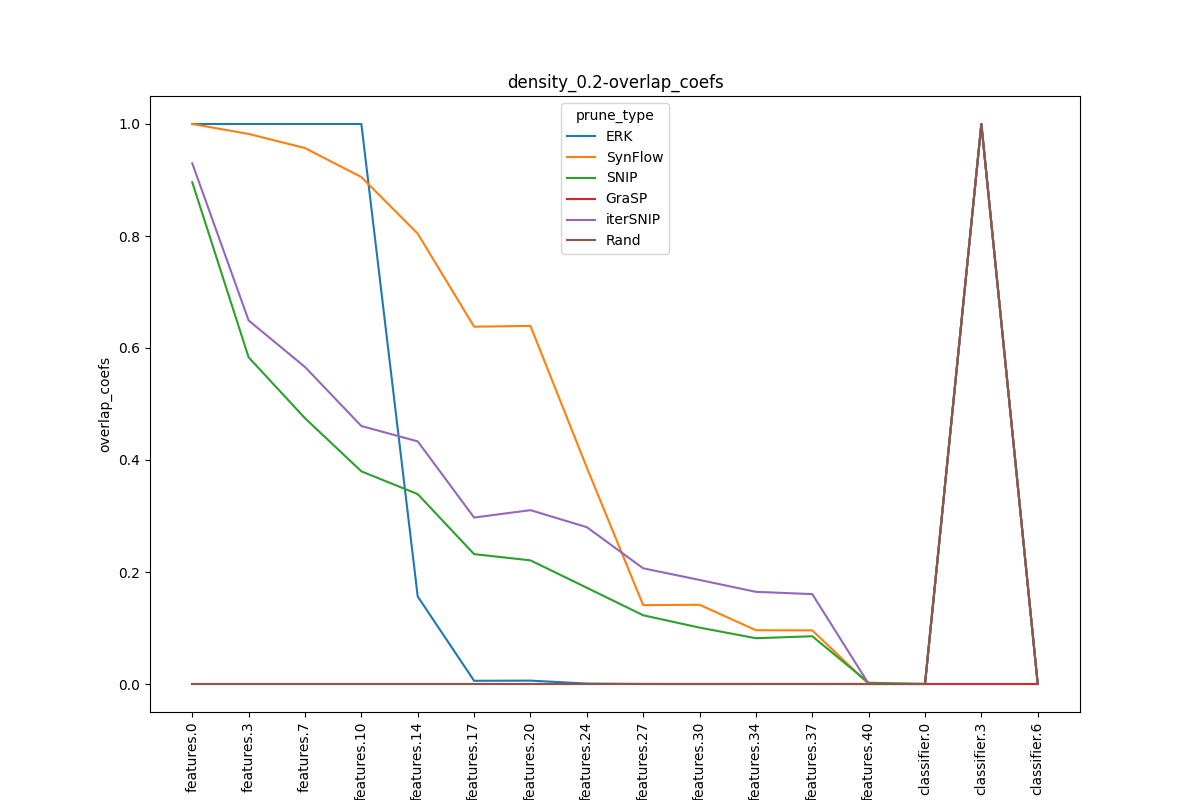 density_0.2-overlap_coefs
prune_type
ERK
SynFlow
SNIP
GraSP
iterSNIP
Rand
overlap_coefs
1.0
0.8
0.6
0.4
0.2
0.0
features.0
features.3
features.7
features.10
features.14
features.17
features.20
features.24
features.27
features.30
features.34
features.37
features.40
classifier.0
classifier.3
classifier.6